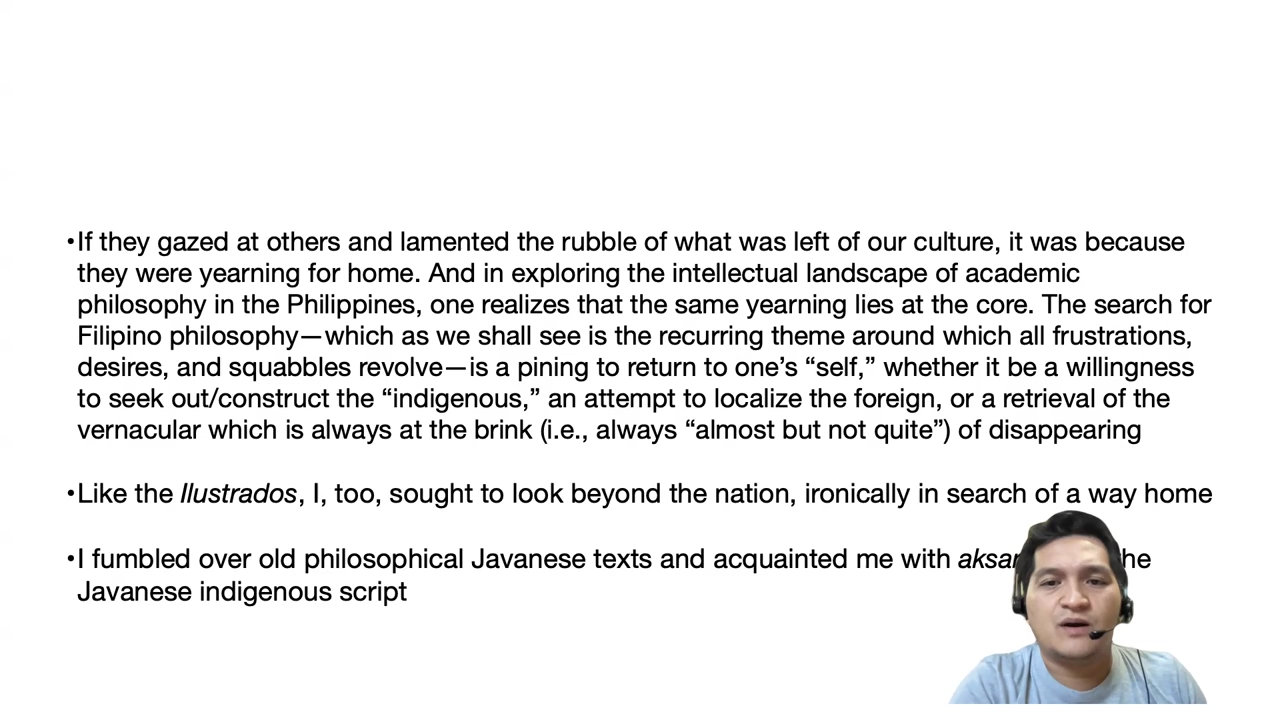 •If they gazed at others and lamented the rubble of what was left of our culture, it was because
they were yearning for home. And in exploring the intellectual landscape of academic
philosophy in the Philippines, one realizes that the same yearning lies at the core. The search for
Filipino philosophy—which as we shall see is the recurring theme around which all frustrations,
desires, and squabbles revolve—is a pining to return to one’s “self,” whether it be a willingness
to seek out/construct the “indigenous,” an attempt to localize the foreign, or a retrieval of the
vernacular which is always at the brink (i.e., always “almost but not quite”) of disappearing
•Like the Ilustrados, I, too, sought to look beyond the nation, ironically in search of a way home
•I fumbled over old philosophical Javanese texts and acquainted me with
Javanese indigenous script